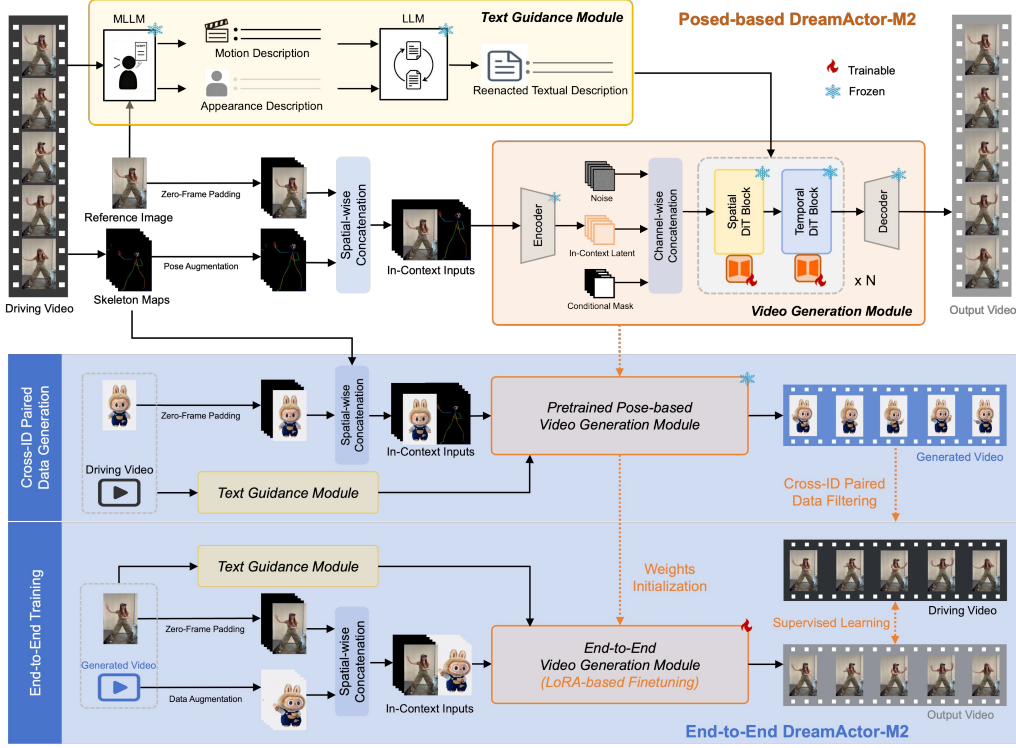 MLLM
LLM
Text Guidance Module
Posed-based DreamActor-M2
Motion Description
Appearance Description
Reenacted Textual Description
Trainable
Frozen
Reference Image
Zero-Frame Padding
Spatial-wise
Concatenation
Pose Augmentation
Skeleton Maps
Driving Video
In-Context Inputs
Encoder
Noise
In-Context Latent
Conditional Mask
Channel-wise
Concatenation
Spatial
DiT Block
Temporal
DiT Block
x N
Decoder
Video Generation Module
Output Video
Cross-ID Paired
Data Generation
Zero-Frame Padding
Spatial-wise
Concatenation
In-Context Inputs
Driving Video
Text Guidance Module
Pretrained Pose-based
Video Generation Module
Generated Video
Cross-ID Paired
Data Filtering
End-to-End Training
Text Guidance Module
Zero-Frame Padding
Generated Video
Data Augmentation
Spatial-wise
Concatenation
In-Context Inputs
Weights
Initialization
End-to-End
Video Generation Module
(LoRA-based Finetuning)
Driving Video
Supervised Learning
Output Video
End-to-End DreamActor-M2